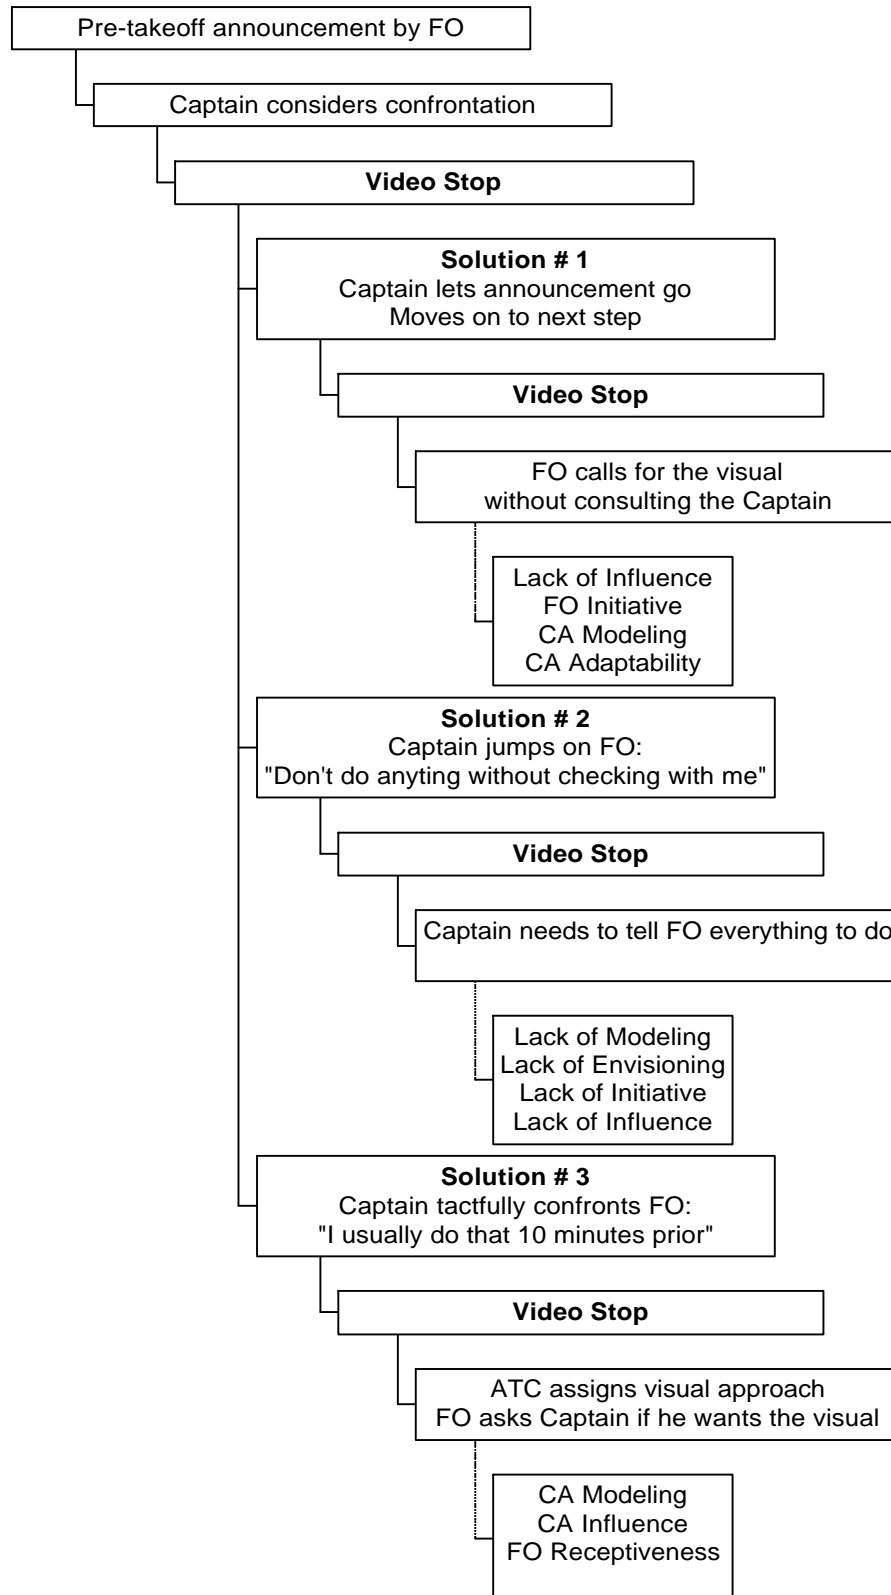 Pre-takeoff announcement by FO
Captain considers confrontation
Video Stop
Solution # 1
Captain lets announcement go
Moves on to next step
Video Stop
FO calls for the visual
without consulting the Captain
Lack of Influence
FO Initiative
CA Modeling
CA Adaptability
Solution # 2
Captain jumps on FO:
"Don't do anyting without checking with me"
Video Stop
Captain needs to tell FO everything to do
Lack of Modeling
Lack of Envisioning
Lack of Initiative
Lack of Influence
Solution # 3
Captain tactfully confronts FO:
"I usually do that 10 minutes prior"
Video Stop
ATC assigns visual approach
FO asks Captain if he wants the visual
CA Modeling
CA Influence
FO Receptiveness